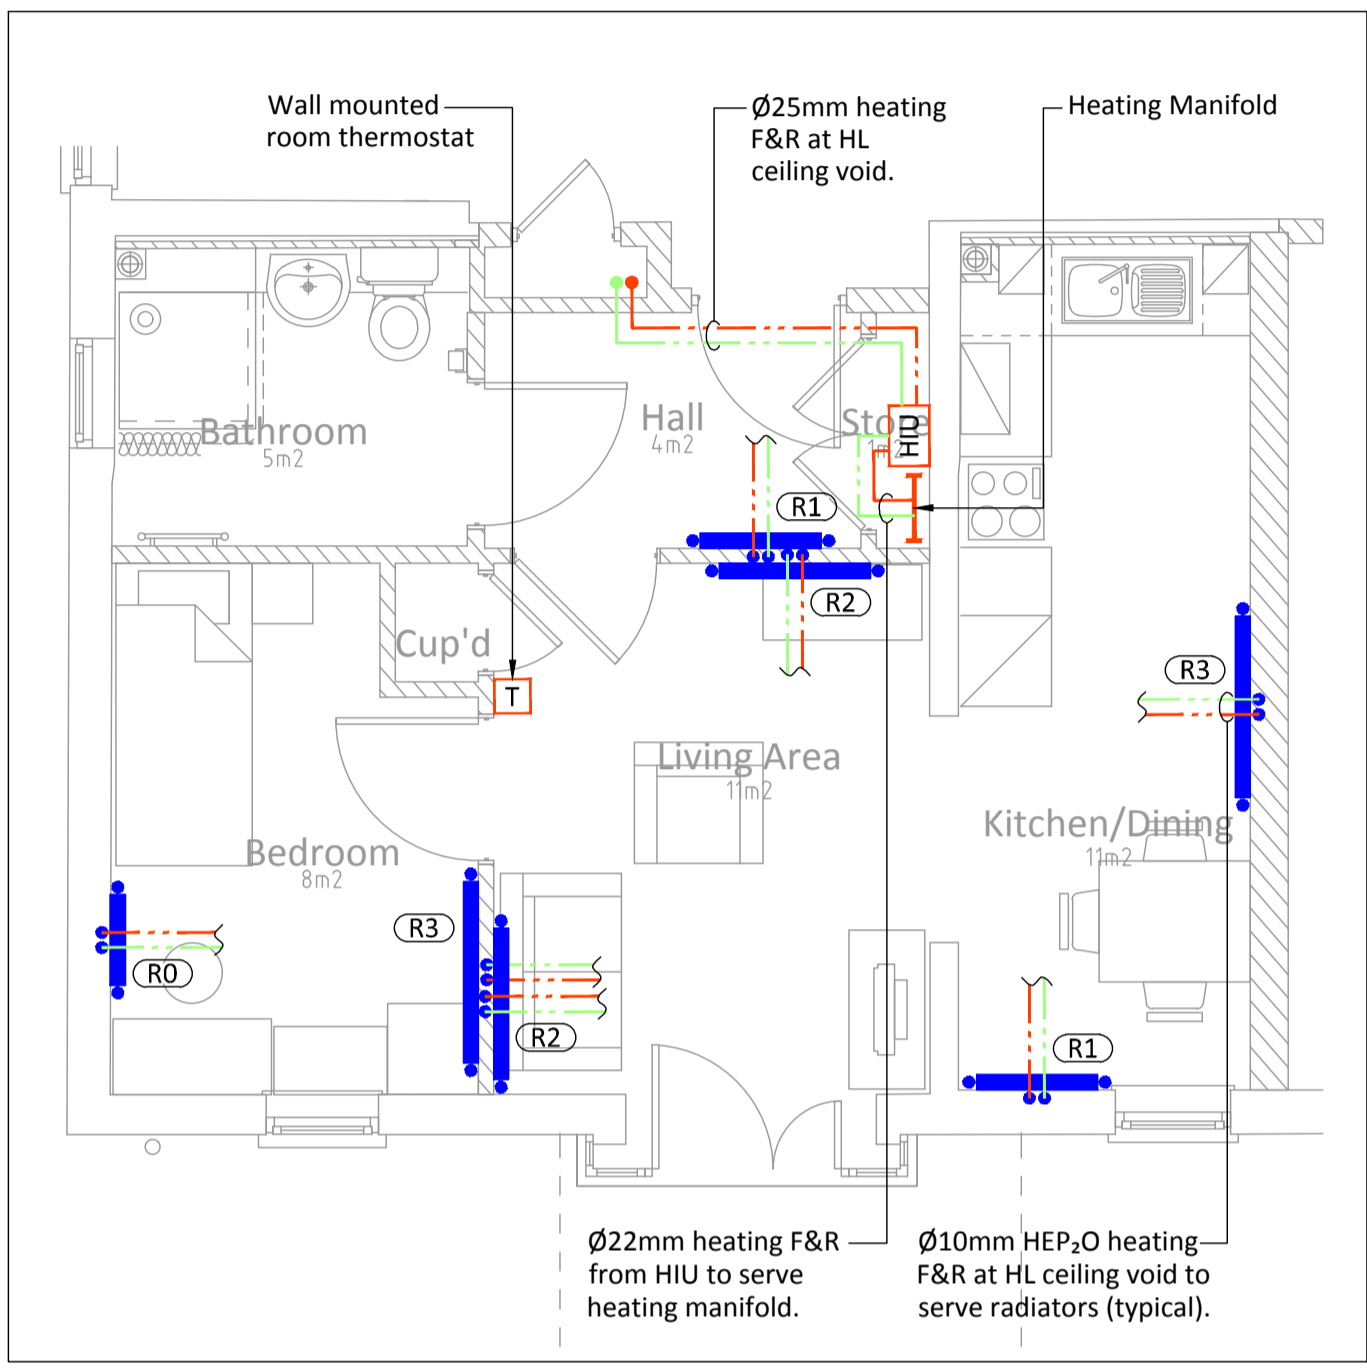 Wall mounted
room thermostat
Ø25mm heating
F&R at HL
ceiling void.
Heating Manifold
Bathroom
5m2
Hall
4m2
Store
1m2
HIU
R1
R2
Cup'd
T
R3
Living Area
11m2
Kitchen/Dining
11m2
Bedroom
8m2
R3
R0
R2
R1
Ø22mm heating F&R
from HIU to serve
heating manifold.
Ø10mm HEP₂O heating
F&R at HL ceiling void to
serve radiators (typical).